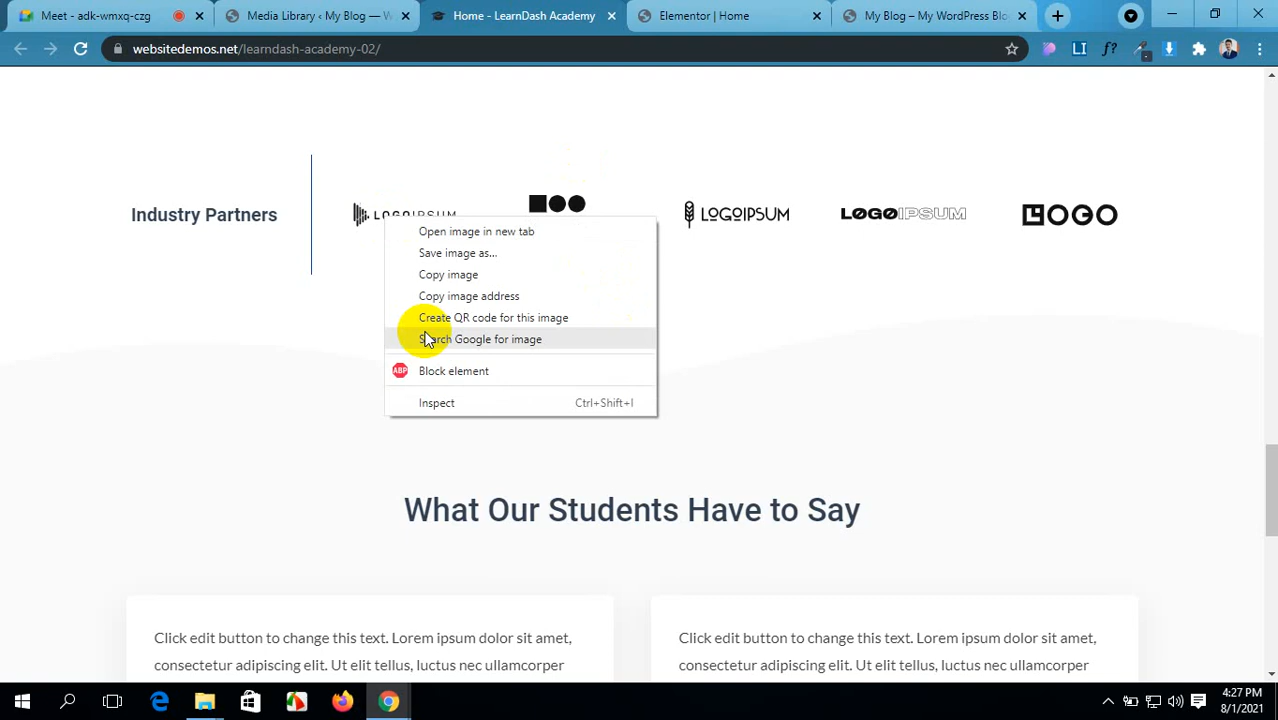 Meet - adk-wmxq-czg
Media Library ‹ My Blog — W
Home - LearnDash Academy
Elementor | Home
My Blog – My WordPress Blo
websitedemos.net/learndash-academy-02/
LI
f?
Industry Partners
LOGOIPSUM
LOGOIPSUM
LOGOIPSUM
LOGO
Open image in new tab
Save image as...
Copy image
Copy image address
Create QR code for this image
Search Google for image
ABP
Block element
Inspect Ctrl+Shift+I
What Our Students Have to Say
Click edit button to change this text. Lorem ipsum dolor sit amet,
consectetur adipiscing elit. Ut elit tellus, luctus nec ullamcorper
Click edit button to change this text. Lorem ipsum dolor sit amet,
consectetur adipiscing elit. Ut elit tellus, luctus nec ullamcorper
4:27 PM
8/1/2021